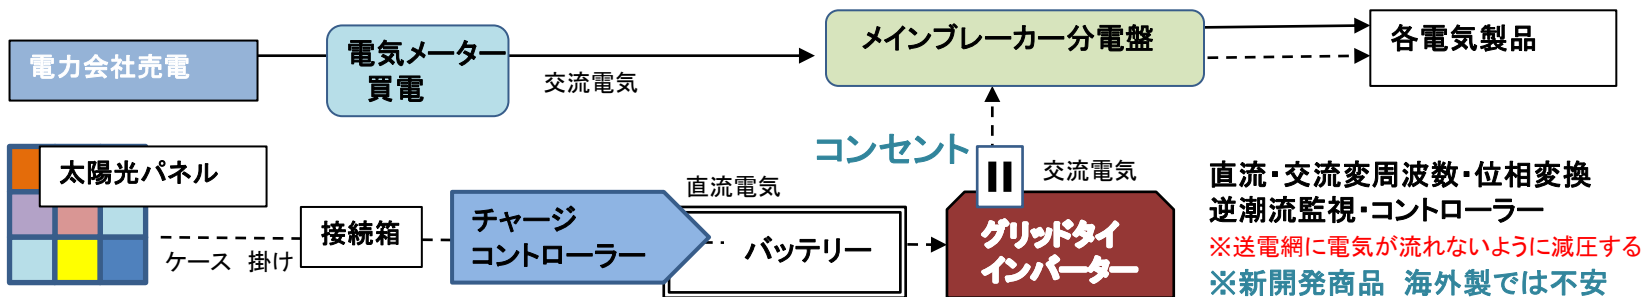 電力会社売電
電気メーター
買電
交流電気
メインブレーカー分電盤
各電気製品
太陽光パネル
ケース 掛け
接続箱
チャージ
コントローラー
直流電気
バッテリー
コンセント
交流電気
グリッドタイ
インバーター
直流・交流変周波数・位相変換
逆潮流監視・コントローラー
※送電網に電気が流れないように減圧する
※新開発商品 海外製では不安